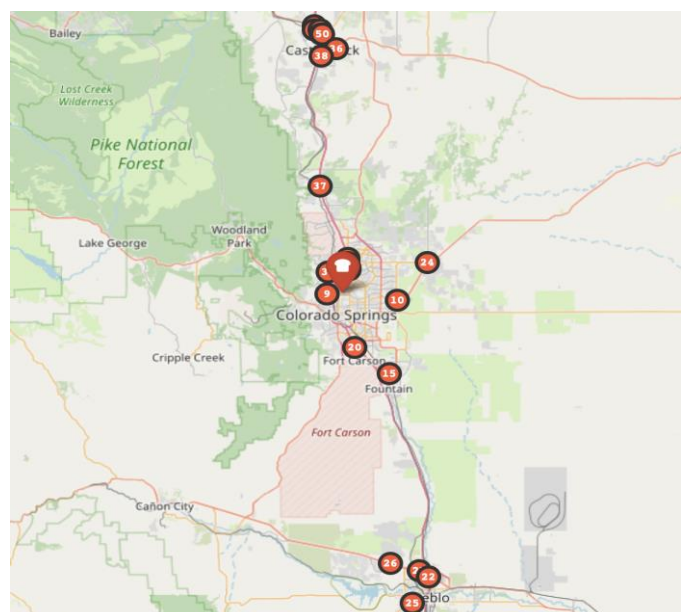 Bailey
50
16
38
Lost Creek
Wilderness
Pike National
Forest
37
Woodland
Park
Lake George
24
9
10
Colorado Springs
20
Cripple Creek
Fort Carson
15
Fountain
Fort Carson
Cañon City
26
22
25